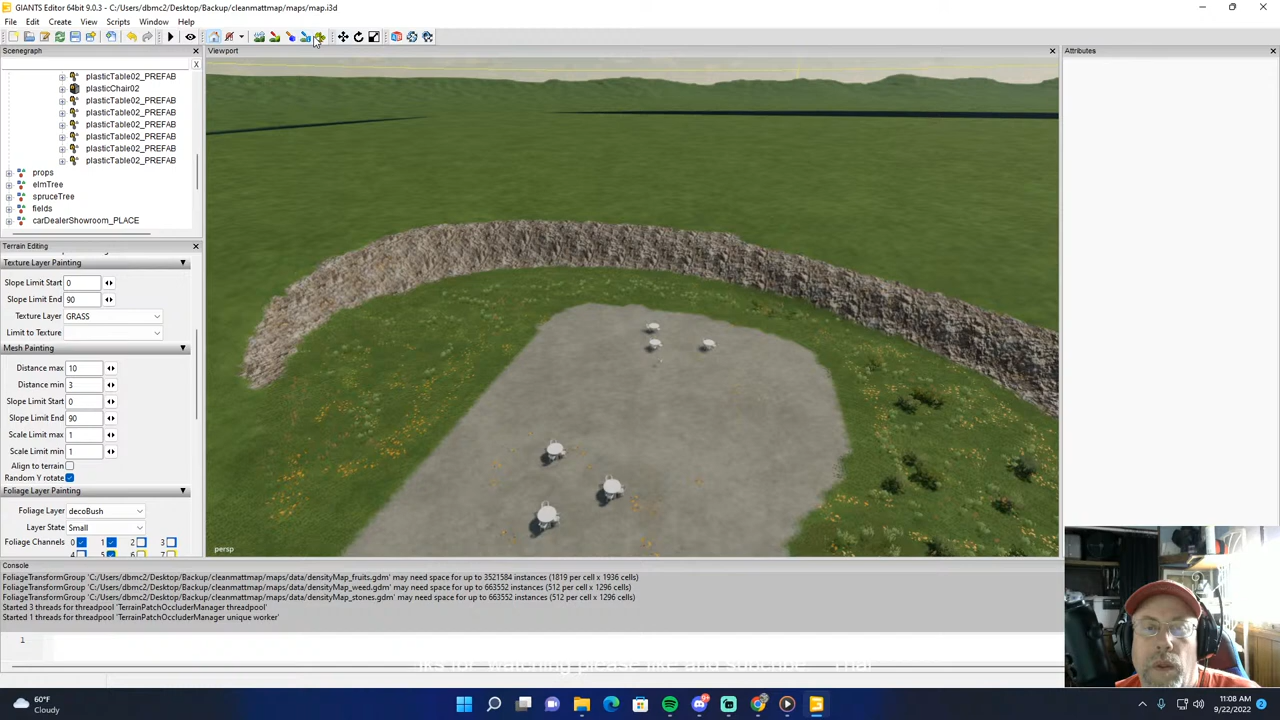 GIANTS Editor 64bit 9.0.3 - C:/Users/dbmc2/Desktop/Backup/cleanmattmap/maps/map.i3d
File Edit Create View Scripts Window Help
Scenegraph
X
Viewport
Attributes
plasticTable02_PREFAB
plasticChair02
plasticTable02_PREFAB
plasticTable02_PREFAB
plasticTable02_PREFAB
plasticTable02_PREFAB
plasticTable02_PREFAB
plasticTable02_PREFAB
props
elmTree
spruceTree
fields
carDealerShowroom_PLACE
Terrain Editing
Texture Layer Painting
Slope Limit Start 0
Slope Limit End 90
Texture Layer GRASS
Limit to Texture
Mesh Painting
Distance max 10
Distance min 3
Slope Limit Start 0
Slope Limit End 90
Scale Limit max 1
Scale Limit min 1
Align to terrain
Random Y rotate
Foliage Layer Painting
Foliage Layer decoBush
Layer State Small
Foliage Channels 0 1 2 3
4 5 6 7
persp
Console
FoliageTransformGroup 'C:/Users/dbmc2/Desktop/Backup/cleanmattmap/maps/data/densityMap_fruits.gdm' may need space for up to 3521584 instances (1819 per cell x 1936 cells)
FoliageTransformGroup 'C:/Users/dbmc2/Desktop/Backup/cleanmattmap/maps/data/densityMap_weed.gdm' may need space for up to 663552 instances (512 per cell x 1296 cells)
FoliageTransformGroup 'C:/Users/dbmc2/Desktop/Backup/cleanmattmap/maps/data/densityMap_stones.gdm' may need space for up to 663552 instances (512 per cell x 1296 cells)
Started 3 threads for threadpool 'TerrainPatchOccluderManager threadpool'
Started 1 threads for threadpool 'TerrainPatchOccluderManager unique worker'
1
for watching please like and
60°F
Cloudy
11:08 AM
9/22/2022